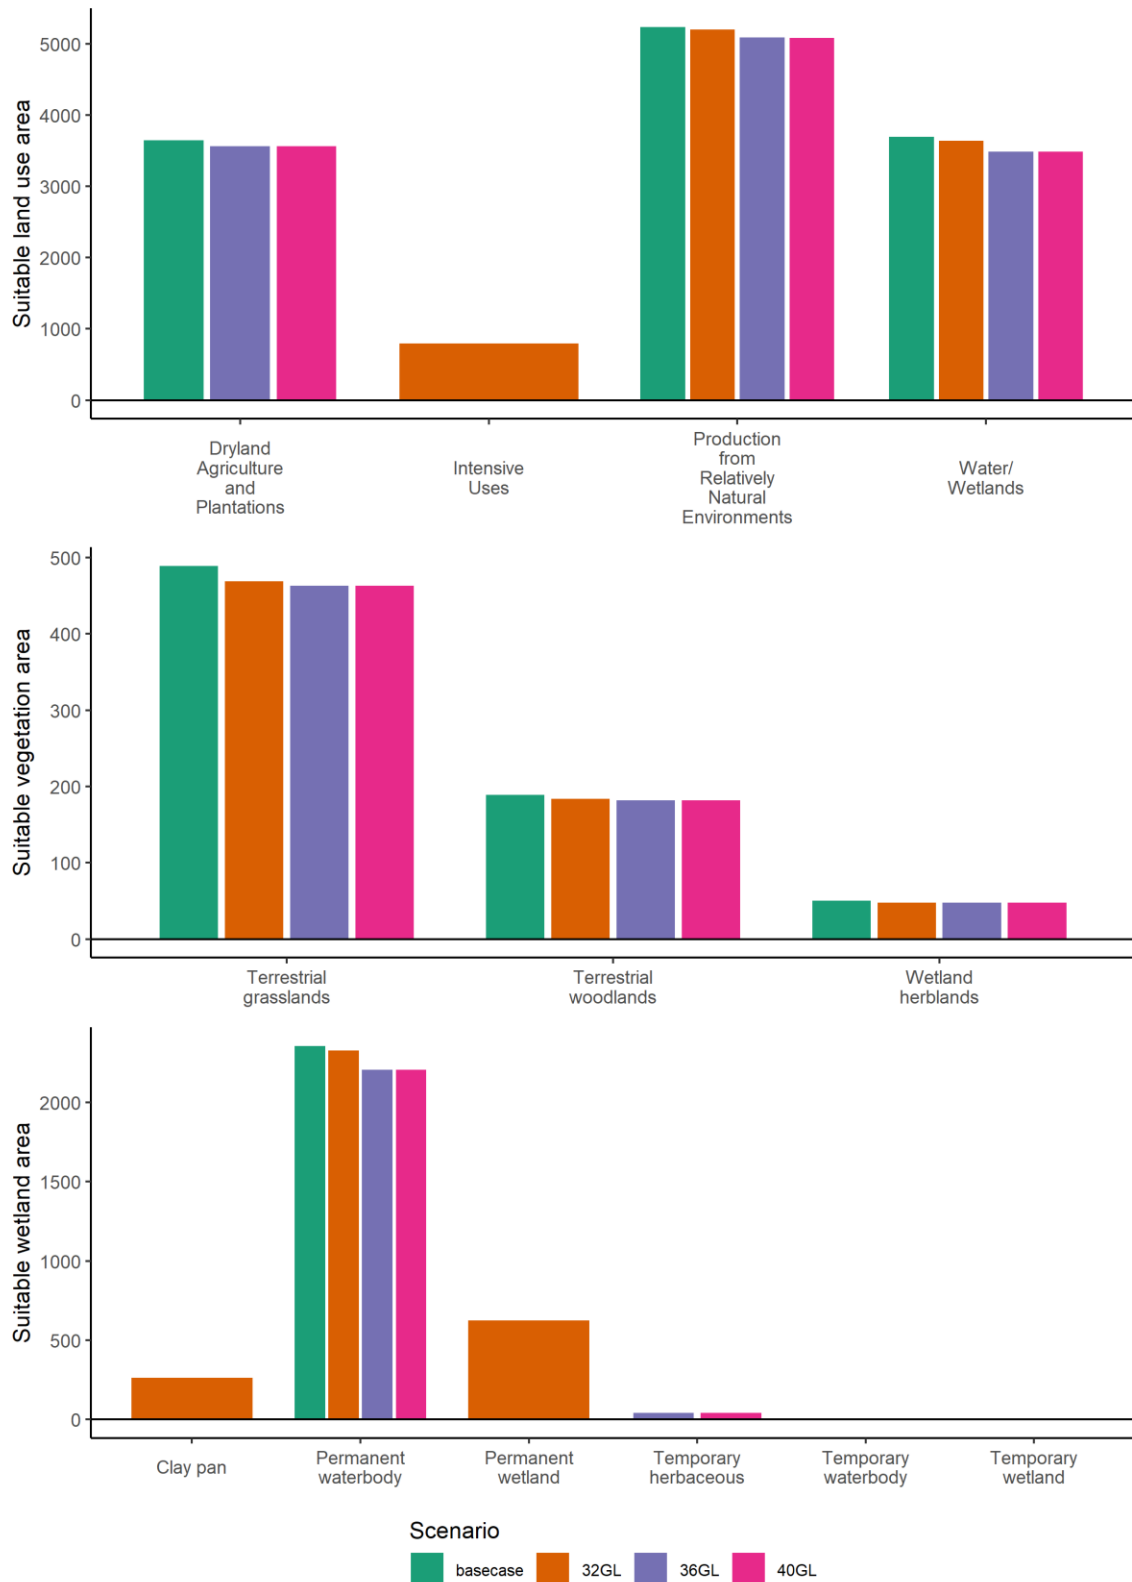 Suitable land use area
5000
4000
3000
2000
1000
0
Dryland
Agriculture
and
Plantations
Intensive
Uses
Production
from
Relatively
Natural
Environments
Water/
Wetlands
Suitable vegetation area
500
400
300
200
100
0
Terrestrial
grasslands
Terrestrial
woodlands
Wetland
herblands
Suitable wetland area
2000
1500
1000
500
0
Clay pan
Permanent
waterbody
Permanent
wetland
Temporary
herbaceous
Temporary
waterbody
Temporary
wetland
Scenario
basecase 32GL 36GL 40GL